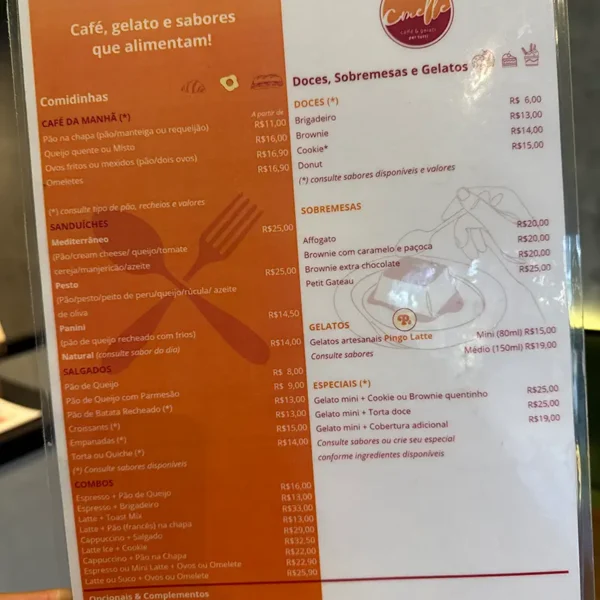 Café, gelato e sabores
que alimentam!
Comidinhas
CAFÉ DA MANHÃ (*)
A partir de
Pão na chapa (pão/manteiga ou requeijão) R$11,00
Queijo quente ou Misto R$16,00
Ovos fritos ou mexidos (pão/dois ovos) R$16,90
Omeletes R$16,90
(*) consulte tipo de pão, recheios e valores
SANDUÍCHES
Mediterrâneo R$25,00
(Pão/cream cheese/ queijo/tomate
cereja/manjericão/azeite
Pesto R$25,00
(Pão/pesto/peito de peru/queijo/rúcula/ azeite
de oliva
Panini R$14,50
(pão de queijo recheado com frios)
Natural (consulte sabor do dia) R$14,00
SALGADOS
Pão de Queijo R$ 8,00
Pão de Queijo com Parmesão R$ 9,00
Pão de Batata Recheado (*) R$13,00
Croissants (*) R$13,00
Empanadas (*) R$15,00
Torta ou Quiche (*) R$14,00
(*) Consulte sabores disponíveis
COMBOS
Espresso + Pão de Queijo R$16,00
Espresso + Brigadeiro R$13,00
Latte + Toast Mix R$33,00
Latte + Pão (francês) na chapa R$13,00
Cappuccino + Salgado R$29,00
Latte Ice + Cookie R$32,50
Cappuccino + Pão na Chapa R$22,00
Espresso ou Mini Latte + Ovos ou Omelete R$22,90
Latte ou Suco + Ovos ou Omelete R$25,90
Opcionais & Complementos
Cmelle
café & gelato
per tutti
Doces, Sobremesas e Gelatos
DOCES (*)
Brigadeiro R$ 6,00
Brownie R$13,00
Cookie* R$14,00
Donut R$15,00
(*) consulte sabores disponíveis e valores
SOBREMESAS
Affogato R$20,00
Brownie com caramelo e paçoca R$20,00
Brownie extra chocolate R$20,00
Petit Gateau R$25,00
GELATOS
Gelatos artesanais Pingo Latte Mini (80ml) R$15,00
Consulte sabores Médio (150ml) R$19,00
ESPECIAIS (*)
Gelato mini + Cookie ou Brownie quentinho R$25,00
Gelato mini + Torta doce R$25,00
Gelato mini + Cobertura adicional R$19,00
Consulte sabores ou crie seu especial
conforme ingredientes disponíveis